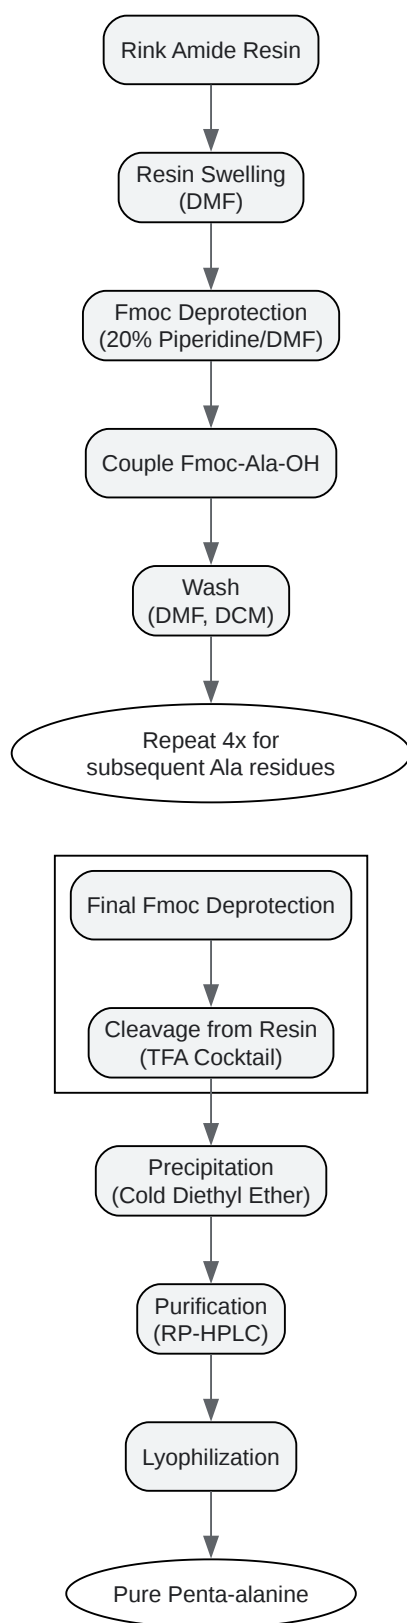 Rink Amide Resin
Resin Swelling
(DMF)
Fmoc Deprotection
(20% Piperidine/DMF)
Couple Fmoc-Ala-OH
Wash
(DMF, DCM)
Repeat 4x for
subsequent Ala residues
Final Fmoc Deprotection
Cleavage from Resin
(TFA Cocktail)
Precipitation
(Cold Diethyl Ether)
Purification
(RP-HPLC)
Lyophilization
Pure Penta-alanine